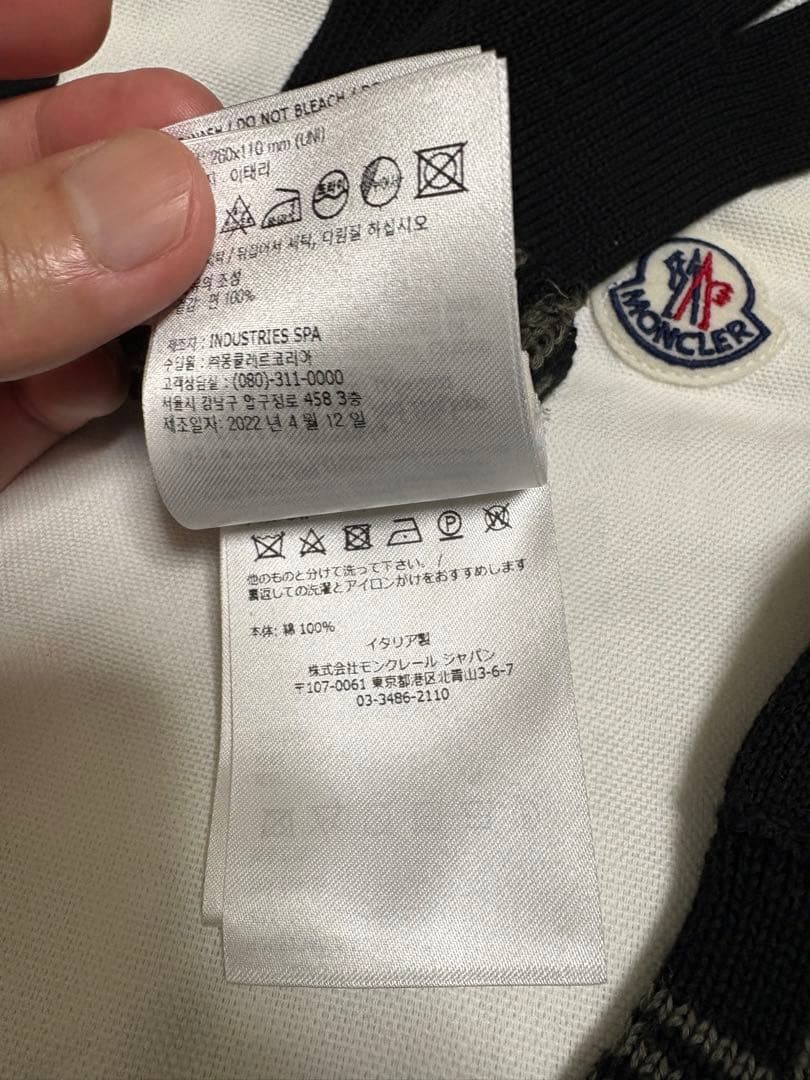 DO NOT BLEACH /
260x110 mm (UNI)
이태리
드라이
세탁, 다림질 하십시오
조성
면 100%
제조자 : INDUSTRIES SPA
수입원 : ㈜몽클레르코리아
고객상담실 : (080)-311-0000
서울시 강남구 압구정로 458 3층
제조일자: 2022 년 4 월 12 일
MONCLER
P
W
他のものと分けて洗って下さい。 /
裏返しての洗濯とアイロンがけをおすすめします
本体: 綿 100%
イタリア製
株式会社モンクレール ジャパン
〒107-0061 東京都港区北青山3-6-7
03-3486-2110